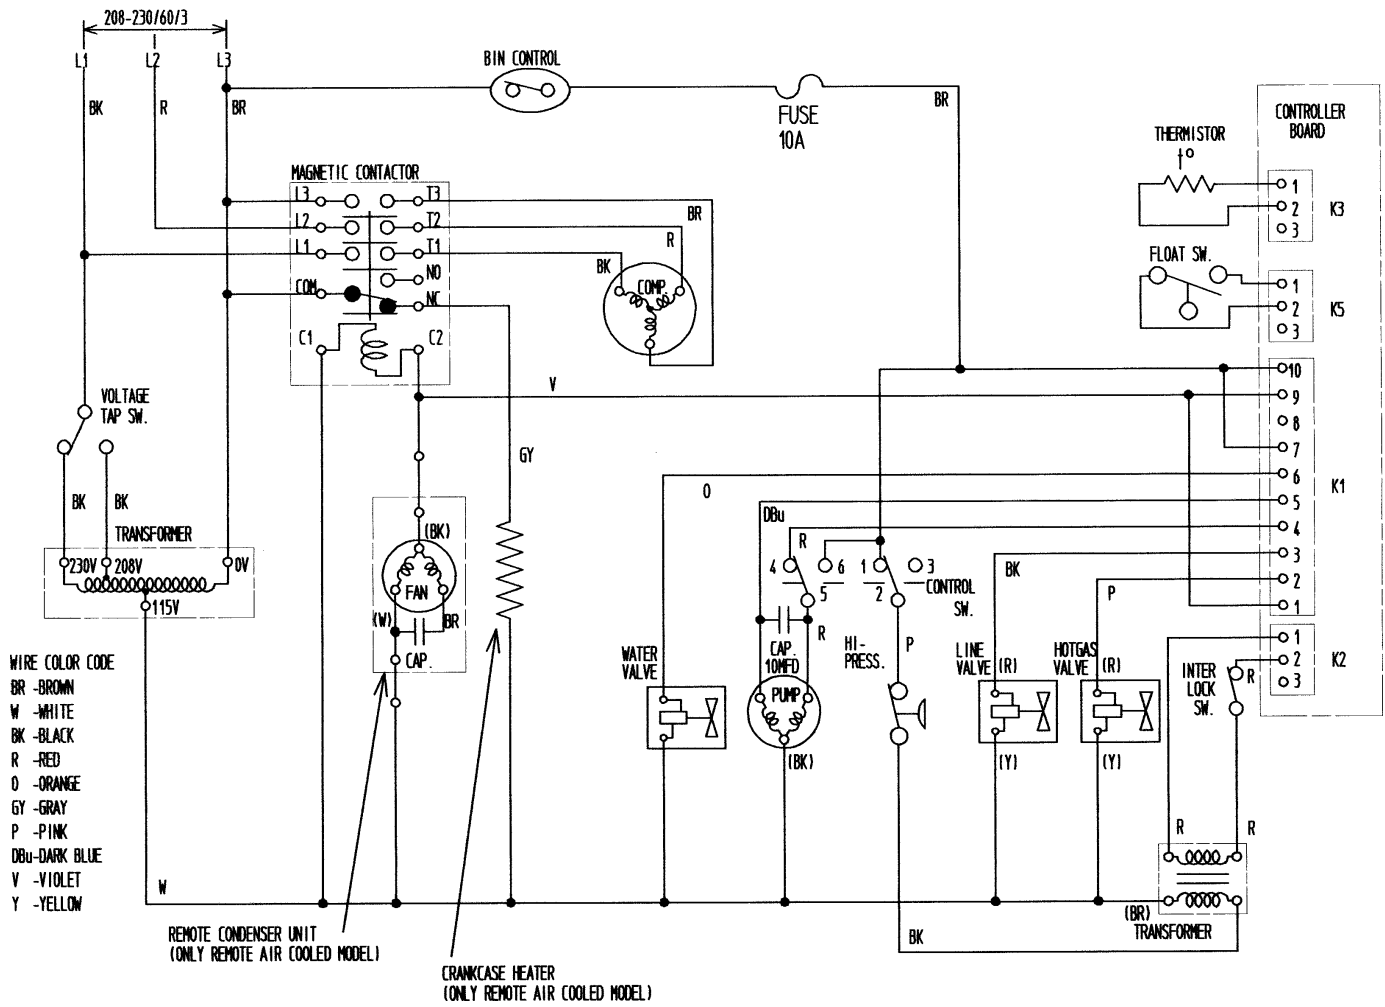 208-230/60/3
L1 L2 L3
BK R BR
BIN CONTROL
FUSE
10A
BR
CONTROLLER
BOARD
THERMISTOR
1
2 K3
3
FLOAT SW.
1
2 K5
3
MAGNETIC CONTACTOR
L3 T3
L2 T2
L1 T1
NO
COM NC
C1 C2
BR
R
BK
COMP.
V
GY
VOLTAGE
TAP SW.
BK BK
TRANSFORMER
230V 208V 0V
115V
10
9
8
7
6
5
4
3
2
1
K1
O
DBu
R
4 6 1 3
5 2
CONTROL
SW.
BK
P
(BK)
FAN
(W) BR
CAP.
CAP.
10MFD
R
PUMP
(BK)
HI-
PRESS.
P
WATER
VALVE
LINE
VALVE (R)
(Y)
HOTGAS
VALVE (R)
(Y)
INTER
LOCK
SW.
R
1
2 K2
3
R R
(BR)
TRANSFORMER
BK
W
WIRE COLOR CODE
BR -BROWN
W -WHITE
BK -BLACK
R -RED
O -ORANGE
GY -GRAY
P -PINK
DBu-DARK BLUE
V -VIOLET
Y -YELLOW
REMOTE CONDENSER UNIT
(ONLY REMOTE AIR COOLED MODEL)
CRANKCASE HEATER
(ONLY REMOTE AIR COOLED MODEL)